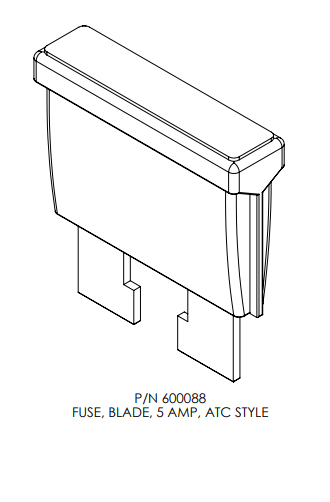 P/N 600088
FUSE, BLADE, 5 AMP, ATC STYLE